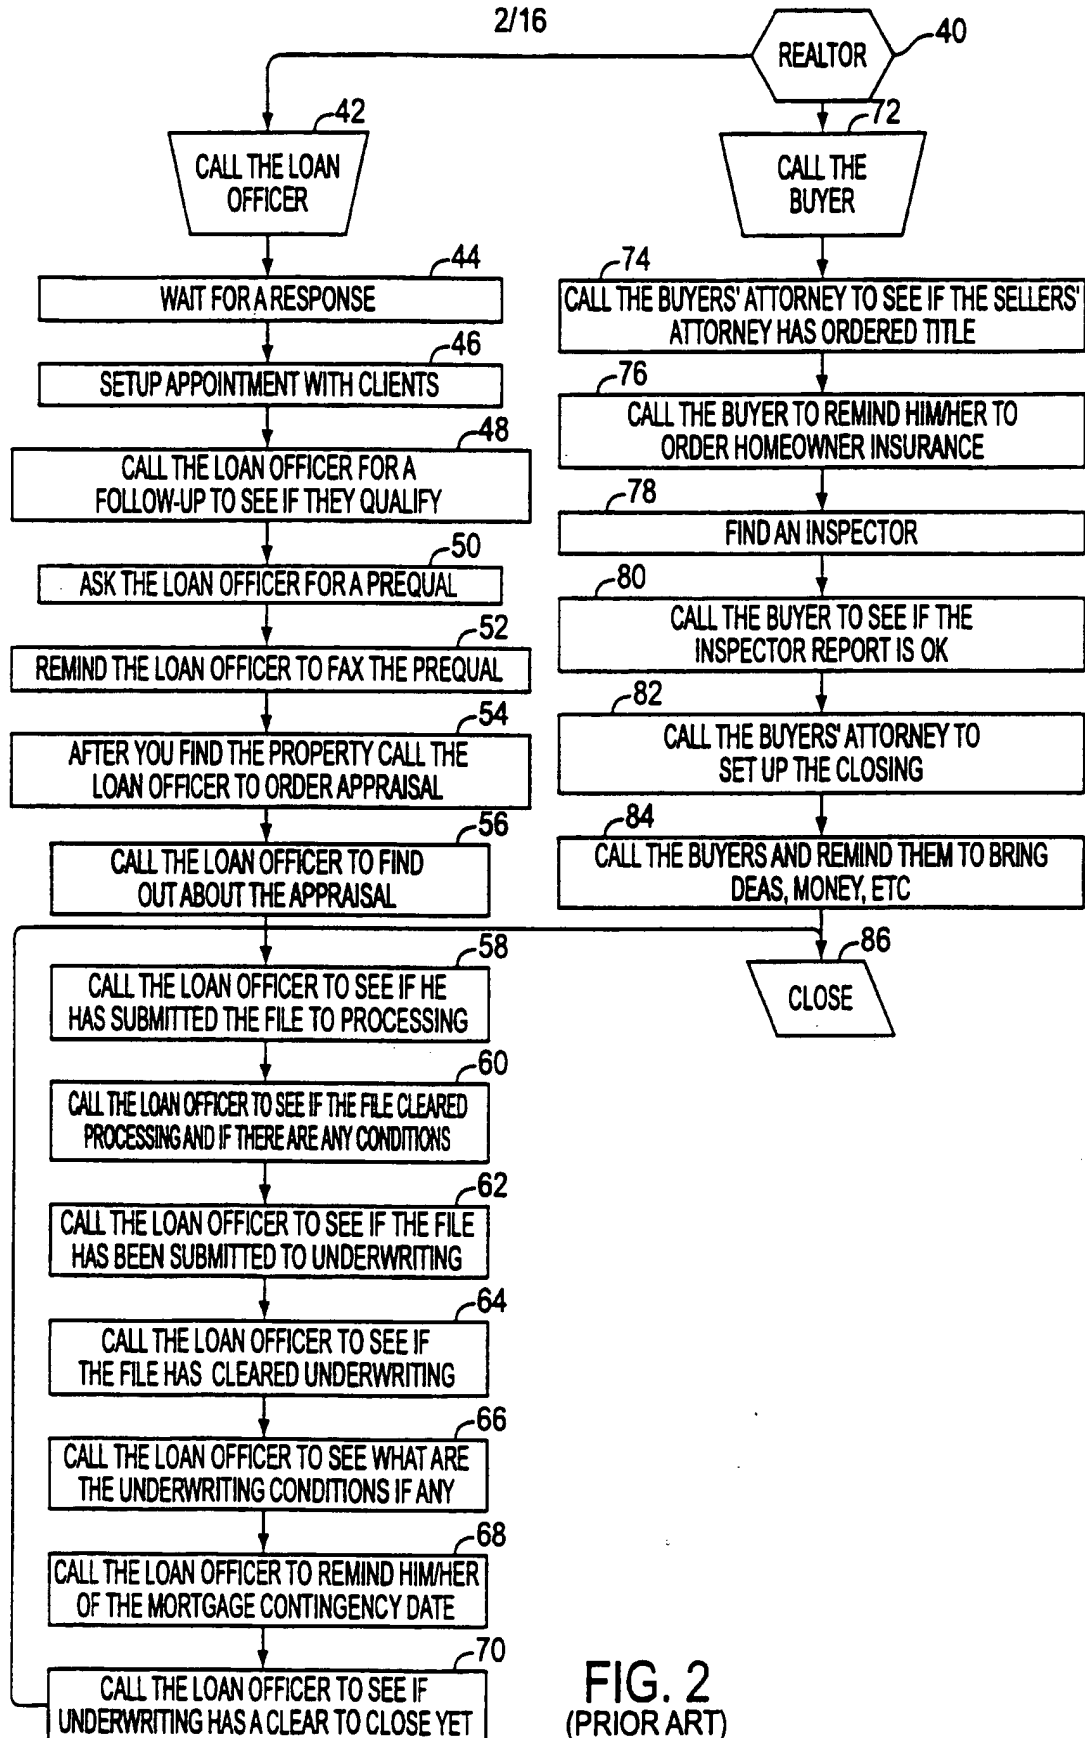 2/16
REALTOR
40
42
CALL THE LOAN
OFFICER
44
WAIT FOR A RESPONSE
46
SETUP APPOINTMENT WITH CLIENTS
48
CALL THE LOAN OFFICER FOR A
FOLLOW-UP TO SEE IF THEY QUALIFY
50
ASK THE LOAN OFFICER FOR A PREQUAL
52
REMIND THE LOAN OFFICER TO FAX THE PREQUAL
54
AFTER YOU FIND THE PROPERTY CALL THE
LOAN OFFICER TO ORDER APPRAISAL
56
CALL THE LOAN OFFICER TO FIND
OUT ABOUT THE APPRAISAL
58
CALL THE LOAN OFFICER TO SEE IF HE
HAS SUBMITTED THE FILE TO PROCESSING
60
CALL THE LOAN OFFICER TO SEE IF THE FILE CLEARED
PROCESSING AND IF THERE ARE ANY CONDITIONS
62
CALL THE LOAN OFFICER TO SEE IF THE FILE
HAS BEEN SUBMITTED TO UNDERWRITING
64
CALL THE LOAN OFFICER TO SEE IF
THE FILE HAS CLEARED UNDERWRITING
66
CALL THE LOAN OFFICER TO SEE WHAT ARE
THE UNDERWRITING CONDITIONS IF ANY
68
CALL THE LOAN OFFICER TO REMIND HIM/HER
OF THE MORTGAGE CONTINGENCY DATE
70
CALL THE LOAN OFFICER TO SEE IF
UNDERWRITING HAS A CLEAR TO CLOSE YET
72
CALL THE
BUYER
74
CALL THE BUYERS' ATTORNEY TO SEE IF THE SELLERS'
ATTORNEY HAS ORDERED TITLE
76
CALL THE BUYER TO REMIND HIM/HER TO
ORDER HOMEOWNER INSURANCE
78
FIND AN INSPECTOR
80
CALL THE BUYER TO SEE IF THE
INSPECTOR REPORT IS OK
82
CALL THE BUYERS' ATTORNEY TO
SET UP THE CLOSING
84
CALL THE BUYERS AND REMIND THEM TO BRING
DEAS, MONEY, ETC
86
CLOSE
FIG. 2
(PRIOR ART)